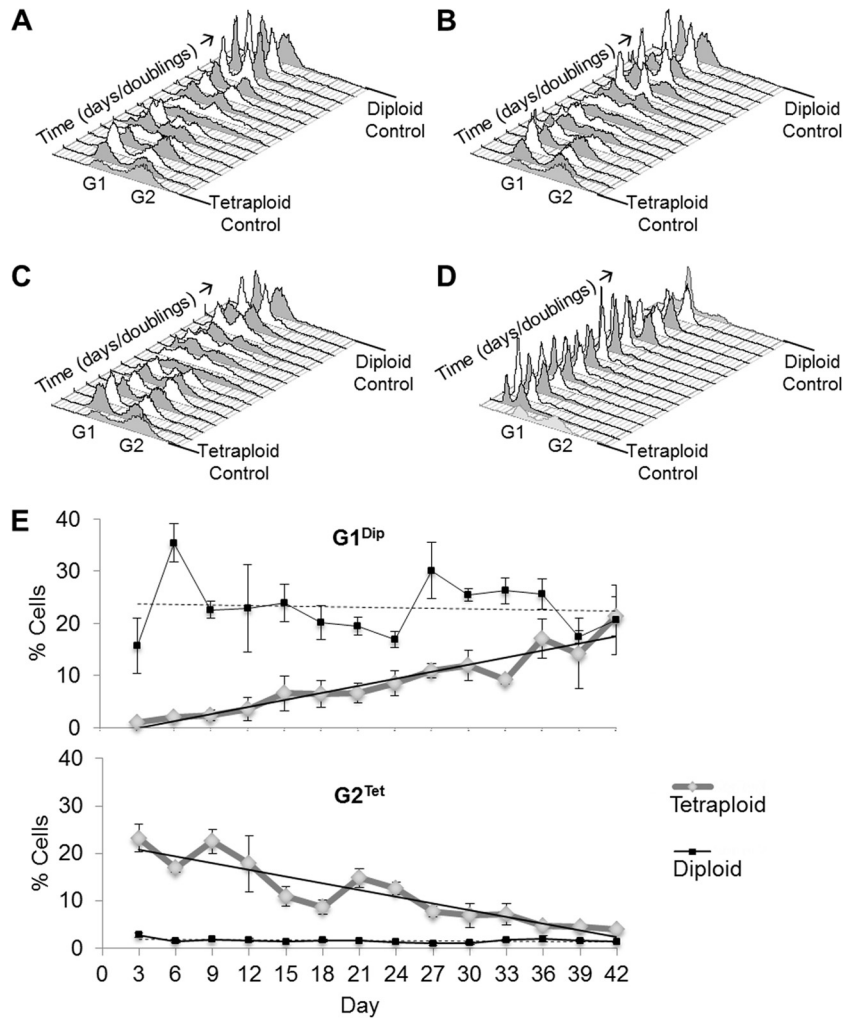 A
Time (days/doublings) →
G1
G2
Diploid
Control
Tetraploid
Control
B
Time (days/doublings) →
G1
G2
Diploid
Control
Tetraploid
Control
C
Time (days/doublings) →
G1
G2
Diploid
Control
Tetraploid
Control
D
Time (days/doublings) →
G1
G2
Diploid
Control
Tetraploid
Control
E
G1Dip
% Cells
40
30
20
10
0
G2Tet
% Cells
40
30
20
10
0
0 3 6 9 12 15 18 21 24 27 30 33 36 39 42
Day
Tetraploid
Diploid